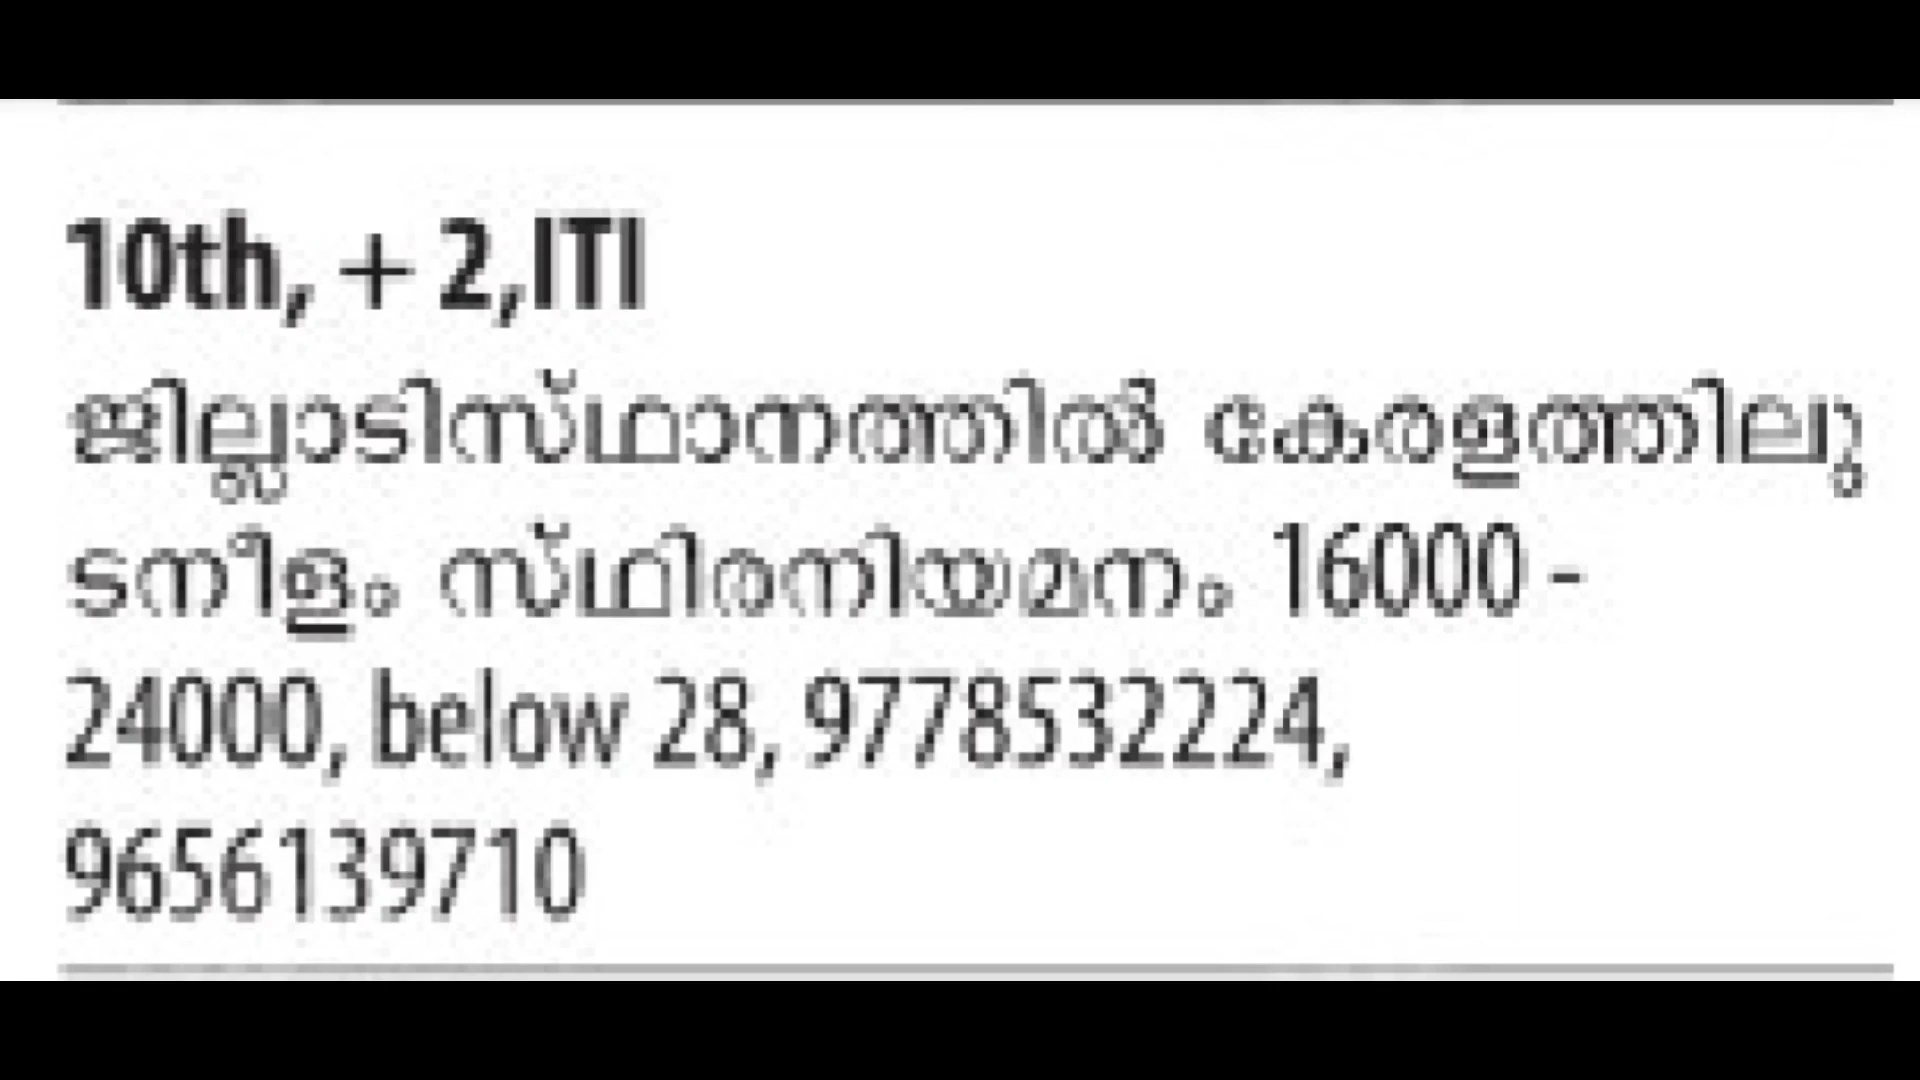 10th, + 2,ITI
ജില്ലാടിസ്ഥാനത്തിൽ കേരളത്തിലു
ടനീളം സ്ഥിരനിയമനം 16000 -
24000, below 28, 9778532224,
9656139710